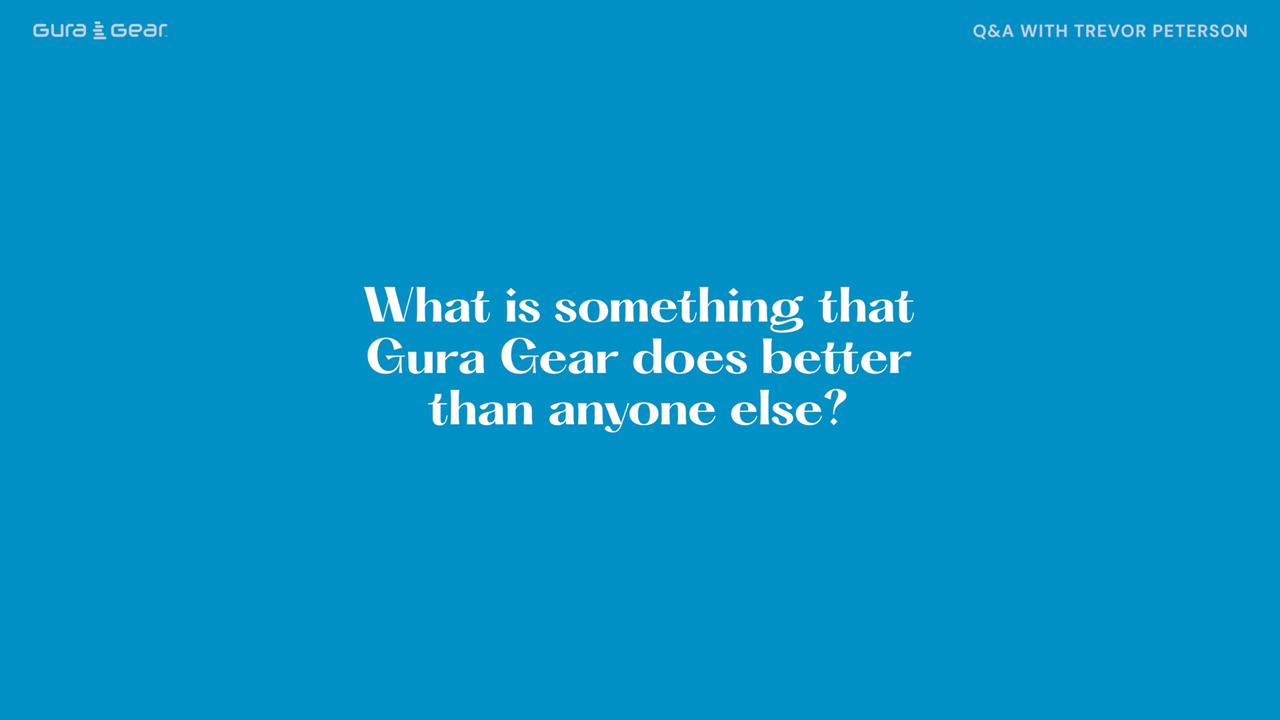 Gura Gear
Q&A WITH TREVOR PETERSON
What is something that
Gura Gear does better
than anyone else?